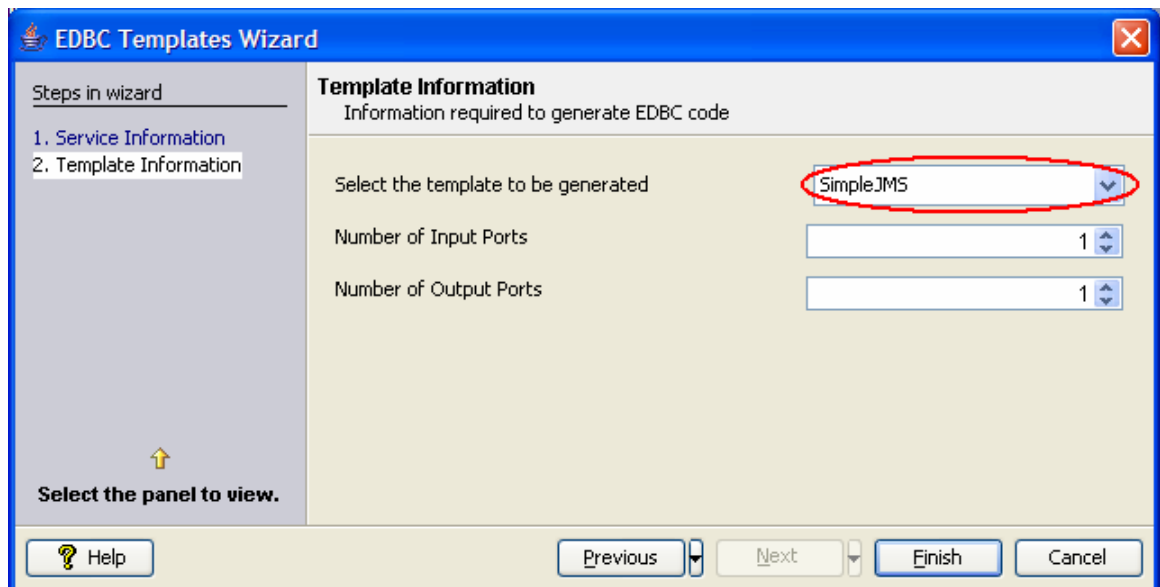 EDBC Templates Wizard
Steps in wizard
1. Service Information
2. Template Information
Select the panel to view.
Template Information
Information required to generate EDBC code
Select the template to be generated
SimpleJMS
Number of Input Ports
1
Number of Output Ports
1
Help
Previous
Next
Finish
Cancel